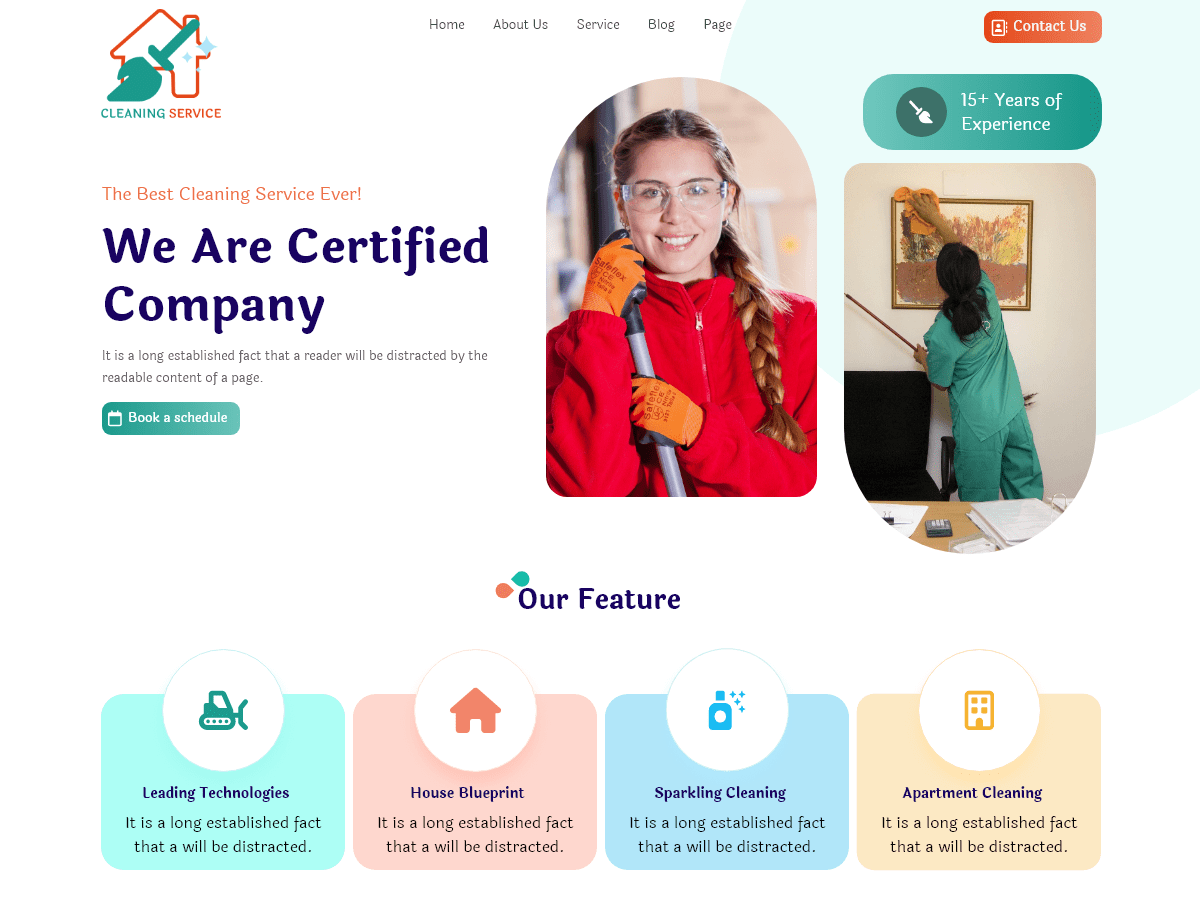 Home About Us Service Blog Page
Contact Us
CLEANING SERVICE
15+ Years of
Experience
The Best Cleaning Service Ever!
We Are Certified
Company
It is a long established fact that a reader will be distracted by the
readable content of a page.
Book a schedule
Safeflex
CE
Safeflex
CE
Our Feature
Leading Technologies
It is a long established fact
that a will be distracted.
House Blueprint
It is a long established fact
that a will be distracted.
Sparkling Cleaning
It is a long established fact
that a will be distracted.
Apartment Cleaning
It is a long established fact
that a will be distracted.